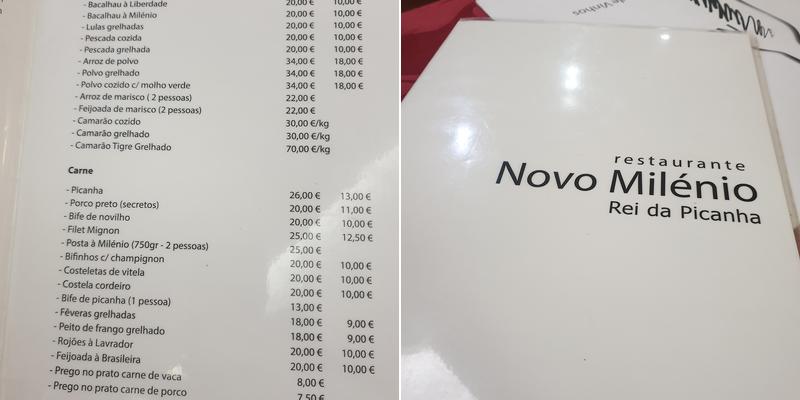 - Bacalhau à Liberdade 20,00 € 10,00 €
- Bacalhau à Milénio 20,00 € 10,00 €
- Lulas grelhadas 20,00 € 10,00 €
- Pescada cozida 20,00 € 10,00 €
- Pescada grelhada 20,00 € 10,00 €
- Arroz de polvo 34,00 € 18,00 €
- Polvo grelhado 34,00 € 18,00 €
- Polvo cozido c/ molho verde 34,00 € 18,00 €
- Arroz de marisco ( 2 pessoas) 22,00 €
- Feijoada de marisco (2 pessoas) 22,00 €
- Camarão cozido 30,00 €/kg
- Camarão grelhado 30,00 €/kg
- Camarão Tigre Grelhado 70,00 €/kg
Carne
- Picanha 26,00 € 13,00 €
- Porco preto (secretos) 20,00 € 11,00 €
- Bife de novilho 20,00 € 10,00 €
- Filet Mignon 25,00 € 12,50 €
- Posta à Milénio (750gr - 2 pessoas) 25,00 €
- Bifinhos c/ champignon 20,00 € 10,00 €
- Costeletas de vitela 20,00 € 10,00 €
- Costela cordeiro 20,00 € 10,00 €
- Bife de picanha (1 pessoa) 13,00 €
- Fêveras grelhadas 18,00 € 9,00 €
- Peito de frango grelhado 18,00 € 9,00 €
- Rojões à Lavrador 20,00 € 10,00 €
- Feijoada à Brasileira 20,00 € 10,00 €
- Prego no prato carne de vaca 8,00 €
- Prego no prato carne de porco 7,50 €
de Vinhos
restaurante
Novo Milénio
Rei da Picanha